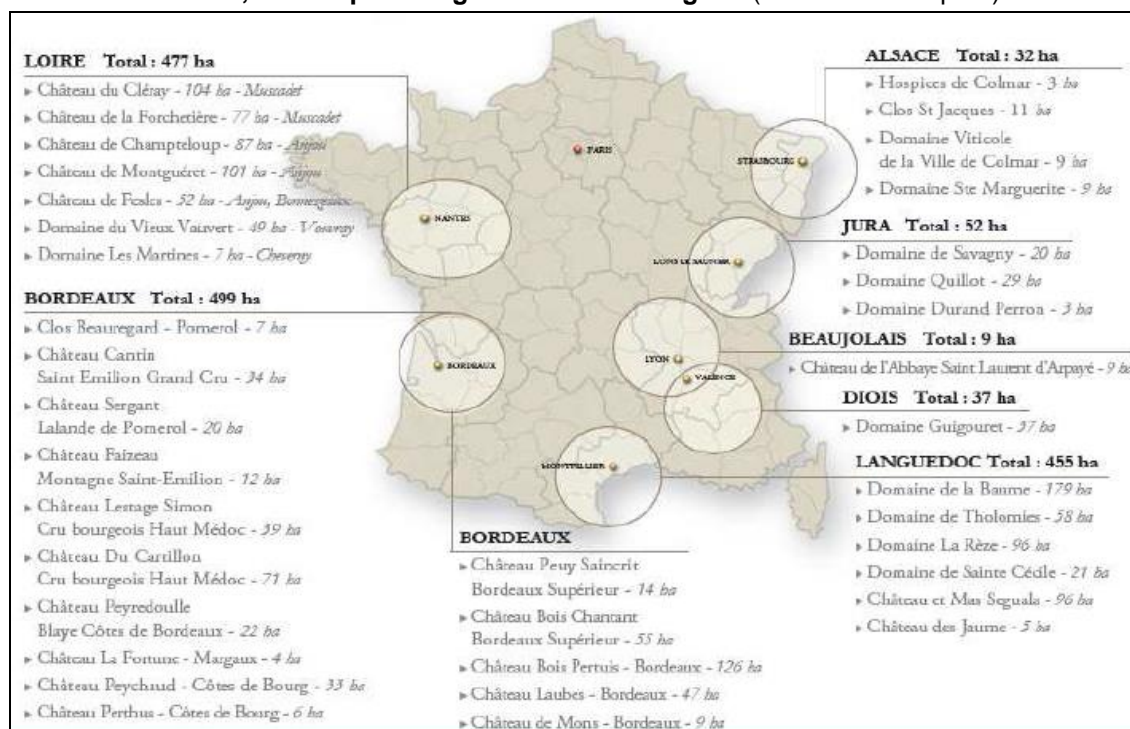 LOIRE Total : 477 ha
▸ Château du Cléray - 104 ha - Muscadet
▸ Château de la Forchetière - 77 ha - Muscadet
▸ Château de Champteloup - 87 ha - Anjou
▸ Château de Montguéret - 101 ha - Anjou
▸ Château de Fesles - 52 ha - Anjou, Bonnezeaux
▸ Domaine du Vieux Vauvert - 49 ha - Vouvray
▸ Domaine Les Martines - 7 ha - Cheverny
BORDEAUX Total : 499 ha
▸ Clos Beauregard - Pomerol - 7 ha
▸ Château Cantin
Saint Emilion Grand Cru - 34 ha
▸ Château Sergant
Lalande de Pomerol - 20 ha
▸ Château Faizeau
Montagne Saint-Emilion - 12 ha
▸ Château Lestage Simon
Cru bourgeois Haut Médoc - 39 ha
▸ Château Du Cartillon
Cru bourgeois Haut Médoc - 71 ha
▸ Château Peyredoulle
Blaye Côtes de Bordeaux - 22 ha
▸ Château La Fortune - Margaux - 4 ha
▸ Château Peychaud - Côtes de Bourg - 33 ha
▸ Château Perthus - Côtes de Bourg - 6 ha
BORDEAUX
▸ Château Peuy Saincrit
Bordeaux Supérieur - 14 ha
▸ Château Bois Chantant
Bordeaux Supérieur - 55 ha
▸ Château Bois Pertuis - Bordeaux - 126 ha
▸ Château Laubes - Bordeaux - 47 ha
▸ Château de Mons - Bordeaux - 9 ha
PARIS
STRASBOURG
NANTES
LONS LE SAUNIER
LYON
VALENCE
BORDEAUX
MONTPELLIER
ALSACE Total : 32 ha
▸ Hospices de Colmar - 3 ha
▸ Clos St Jacques - 11 ha
▸ Domaine Viticole
de la Ville de Colmar - 9 ha
▸ Domaine Ste Marguerite - 9 ha
JURA Total : 52 ha
▸ Domaine de Savagny - 20 ha
▸ Domaine Quillot - 29 ha
▸ Domaine Durand Perron - 3 ha
BEAUJOLAIS Total : 9 ha
▸ Château de l'Abbaye Saint Laurent d'Arpayé - 9 ha
DIOIS Total : 37 ha
▸ Domaine Guigouret - 37 ha
LANGUEDOC Total : 455 ha
▸ Domaine de la Baume - 179 ha
▸ Domaine de Tholomies - 58 ha
▸ Domaine La Rèze - 96 ha
▸ Domaine de Sainte Cécile - 21 ha
▸ Château et Mas Seguala - 96 ha
▸ Château des Jaume - 5 ha